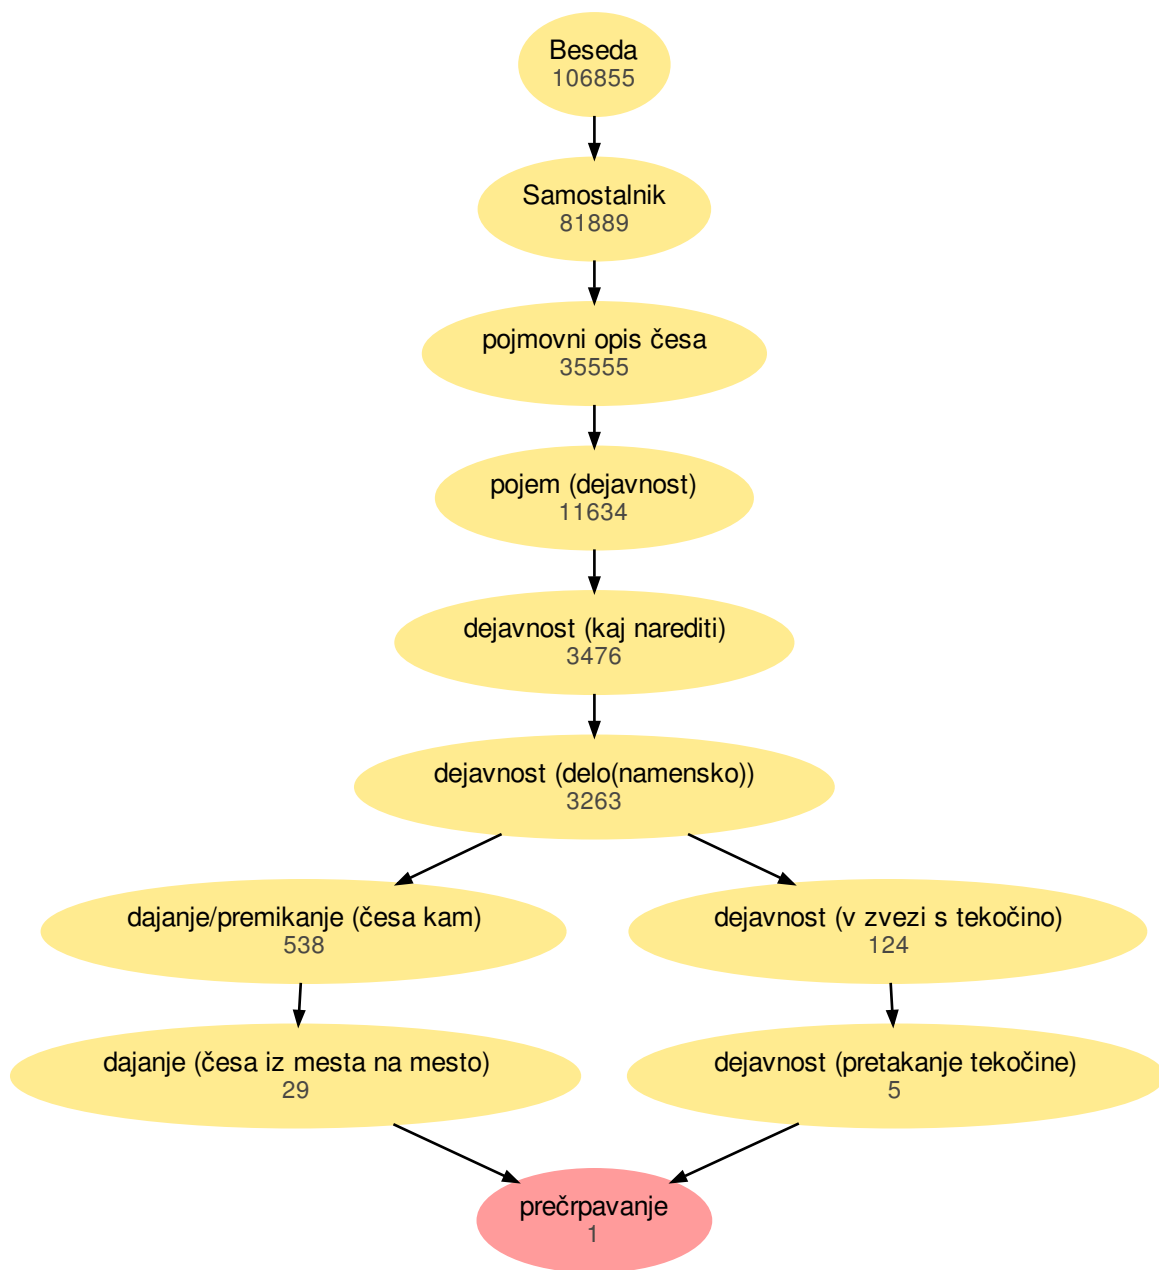 Beseda
106855
Samostalnik
81889
pojmovni opis česa
35555
pojem (dejavnost)
11634
dejavnost (kaj narediti)
3476
dejavnost (delo(namensko))
3263
dajanje/premikanje (česa kam)
538
dejavnost (v zvezi s tekočino)
124
dajanje (česa iz mesta na mesto)
29
dejavnost (pretakanje tekočine)
5
prečrpavanje
1